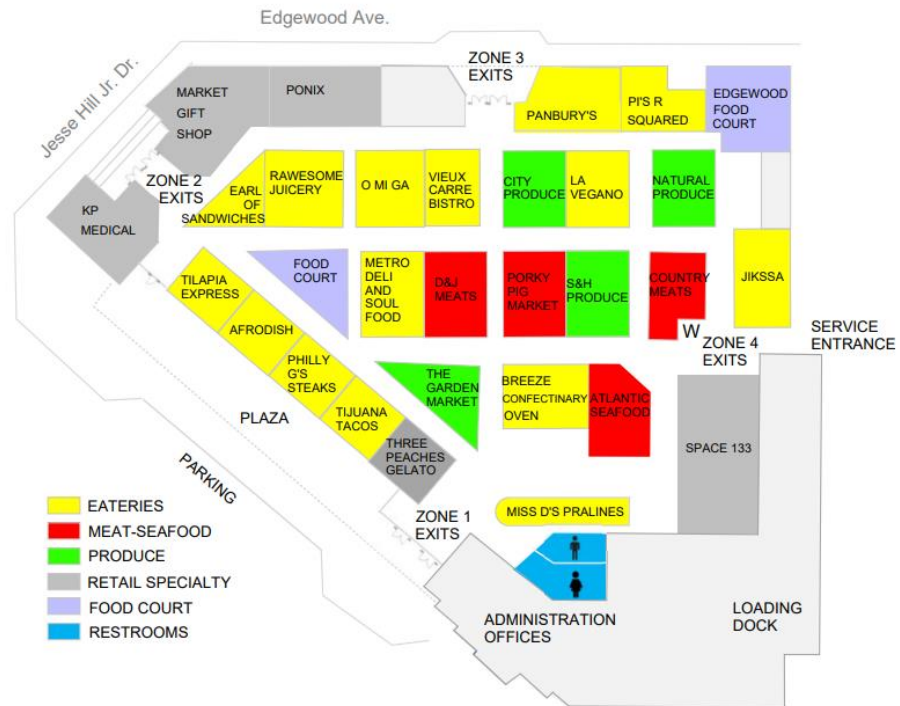 Edgewood Ave.
Jesse Hill Jr. Dr.
ZONE 3
EXITS
MARKET
GIFT
SHOP
PONIX
PANBURY'S
PI'S R
SQUARED
EDGEWOOD
FOOD
COURT
ZONE 2
EXITS
KP
MEDICAL
EARL
OF
SANDWICHES
RAWESOME
JUICERY
O MI GA
VIEUX
CARRE
BISTRO
CITY
PRODUCE
LA
VEGANO
NATURAL
PRODUCE
TILAPIA
EXPRESS
FOOD
COURT
METRO
DELI
AND
SOUL
FOOD
D&J
MEATS
PORKY
PIG
MARKET
S&H
PRODUCE
COUNTRY
MEATS
W
JIKSSA
ZONE 4
EXITS
SERVICE
ENTRANCE
AFRODISH
PHILLY
G'S
STEAKS
TIJUANA
TACOS
THREE
PEACHES
GELATO
THE
GARDEN
MARKET
BREEZE
CONFECTINARY
OVEN
ATLANTIC
SEAFOOD
SPACE 133
PLAZA
PARKING
ZONE 1
EXITS
MISS D'S PRALINES
ADMINISTRATION
OFFICES
LOADING
DOCK
EATERIES
MEAT-SEAFOOD
PRODUCE
RETAIL SPECIALTY
FOOD COURT
RESTROOMS